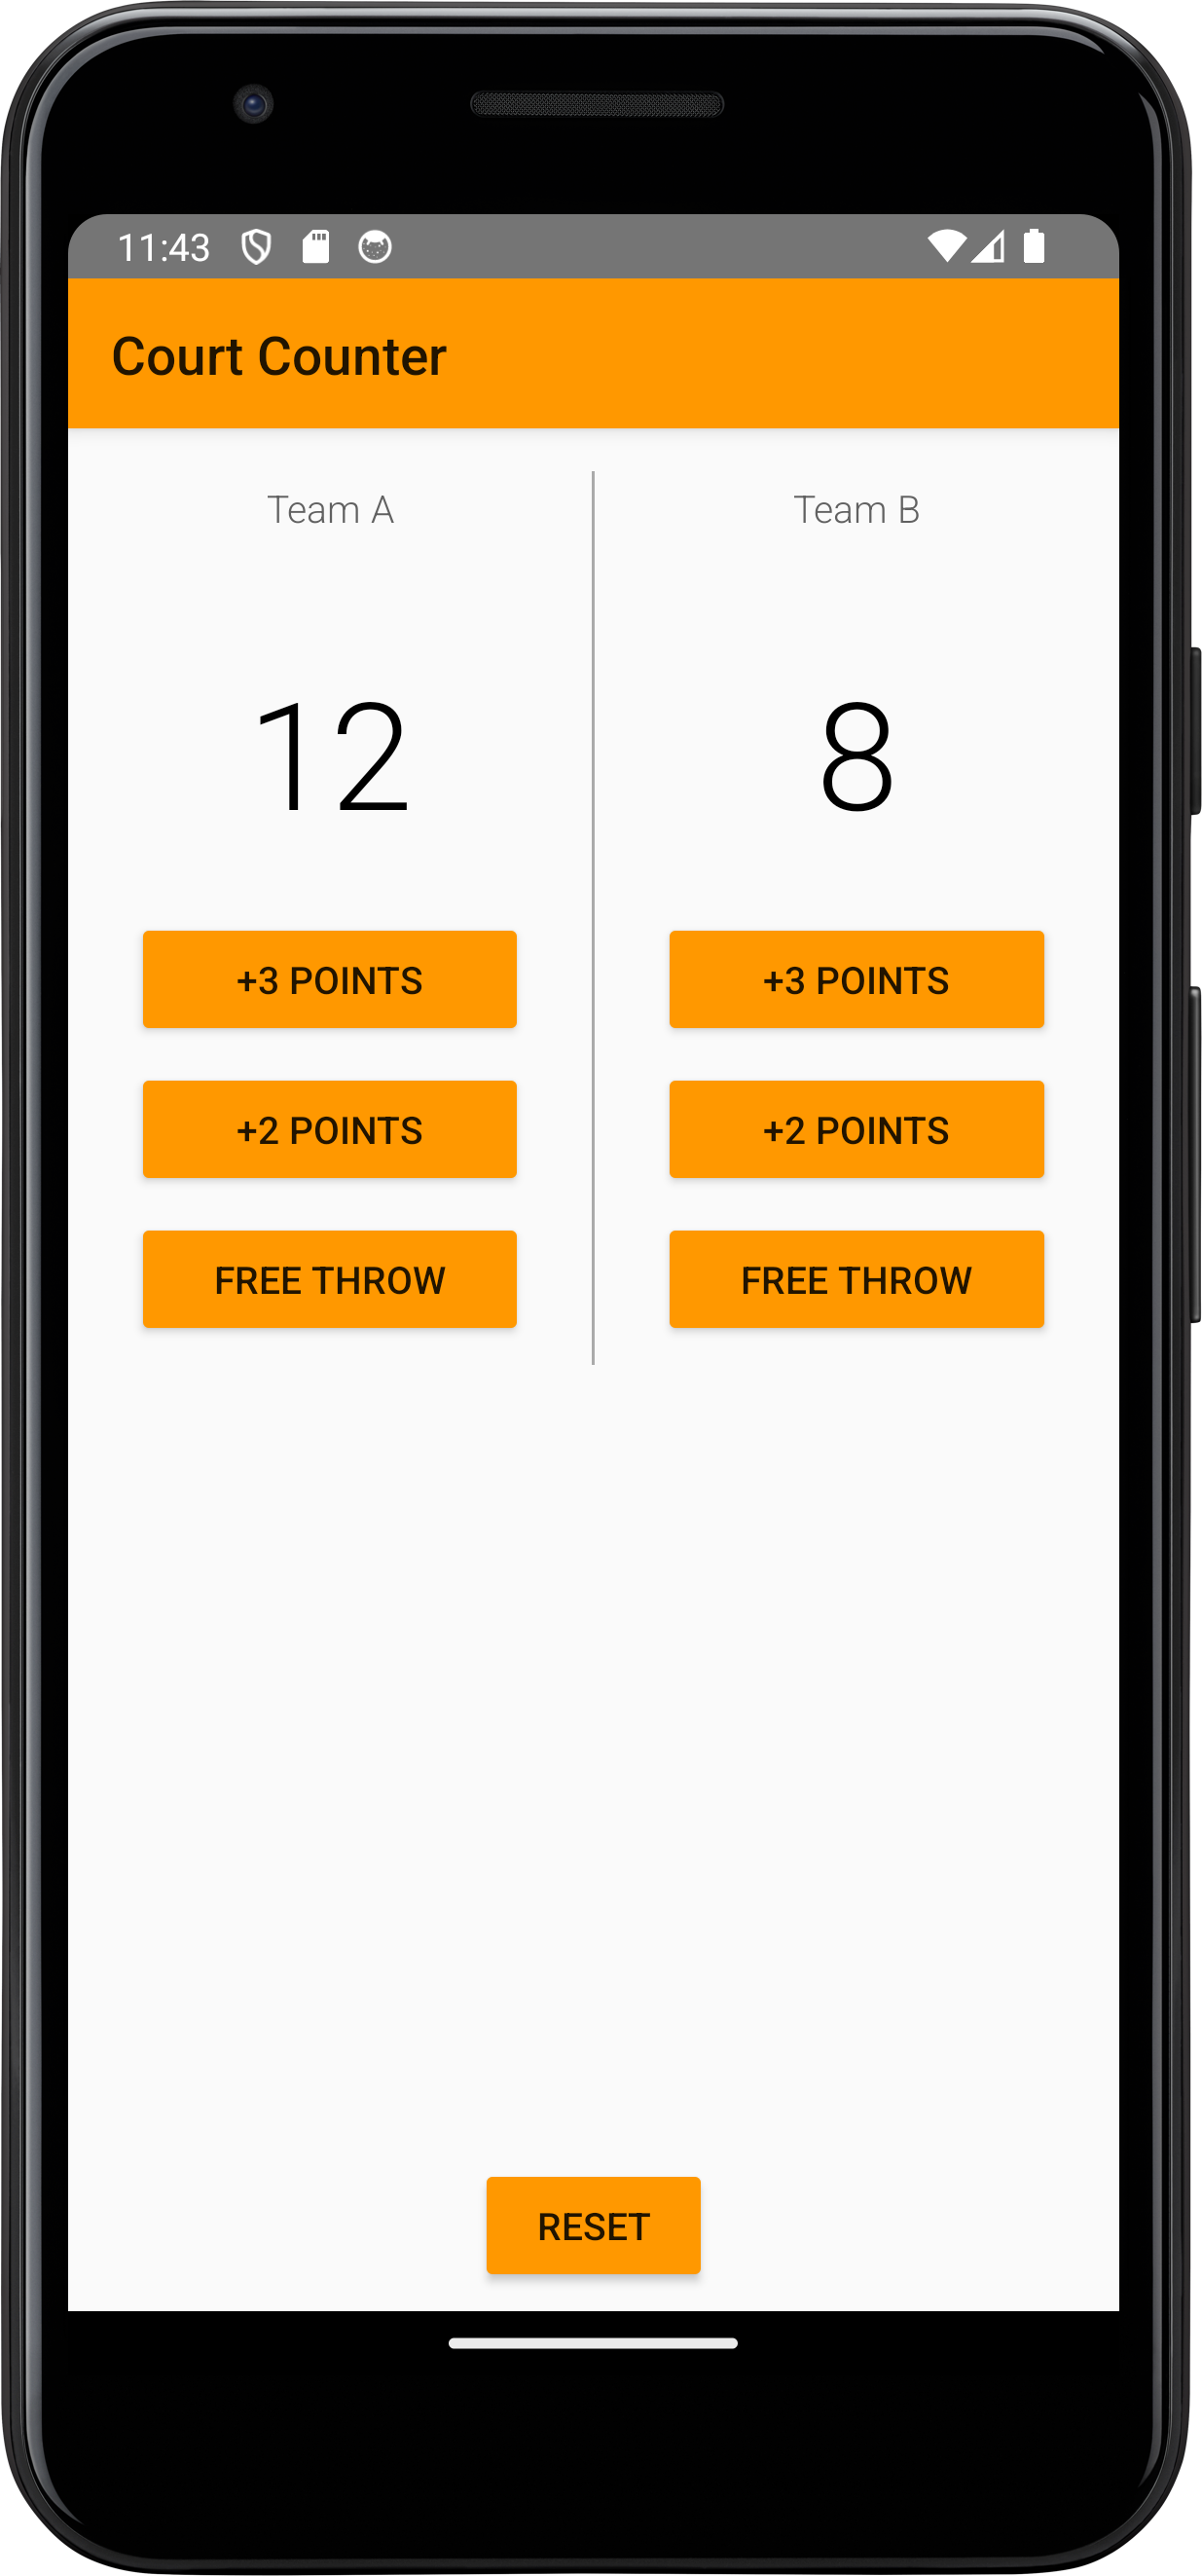 11:43
Court Counter
Team A
12
+3 POINTS
+2 POINTS
FREE THROW
Team B
8
+3 POINTS
+2 POINTS
FREE THROW
RESET